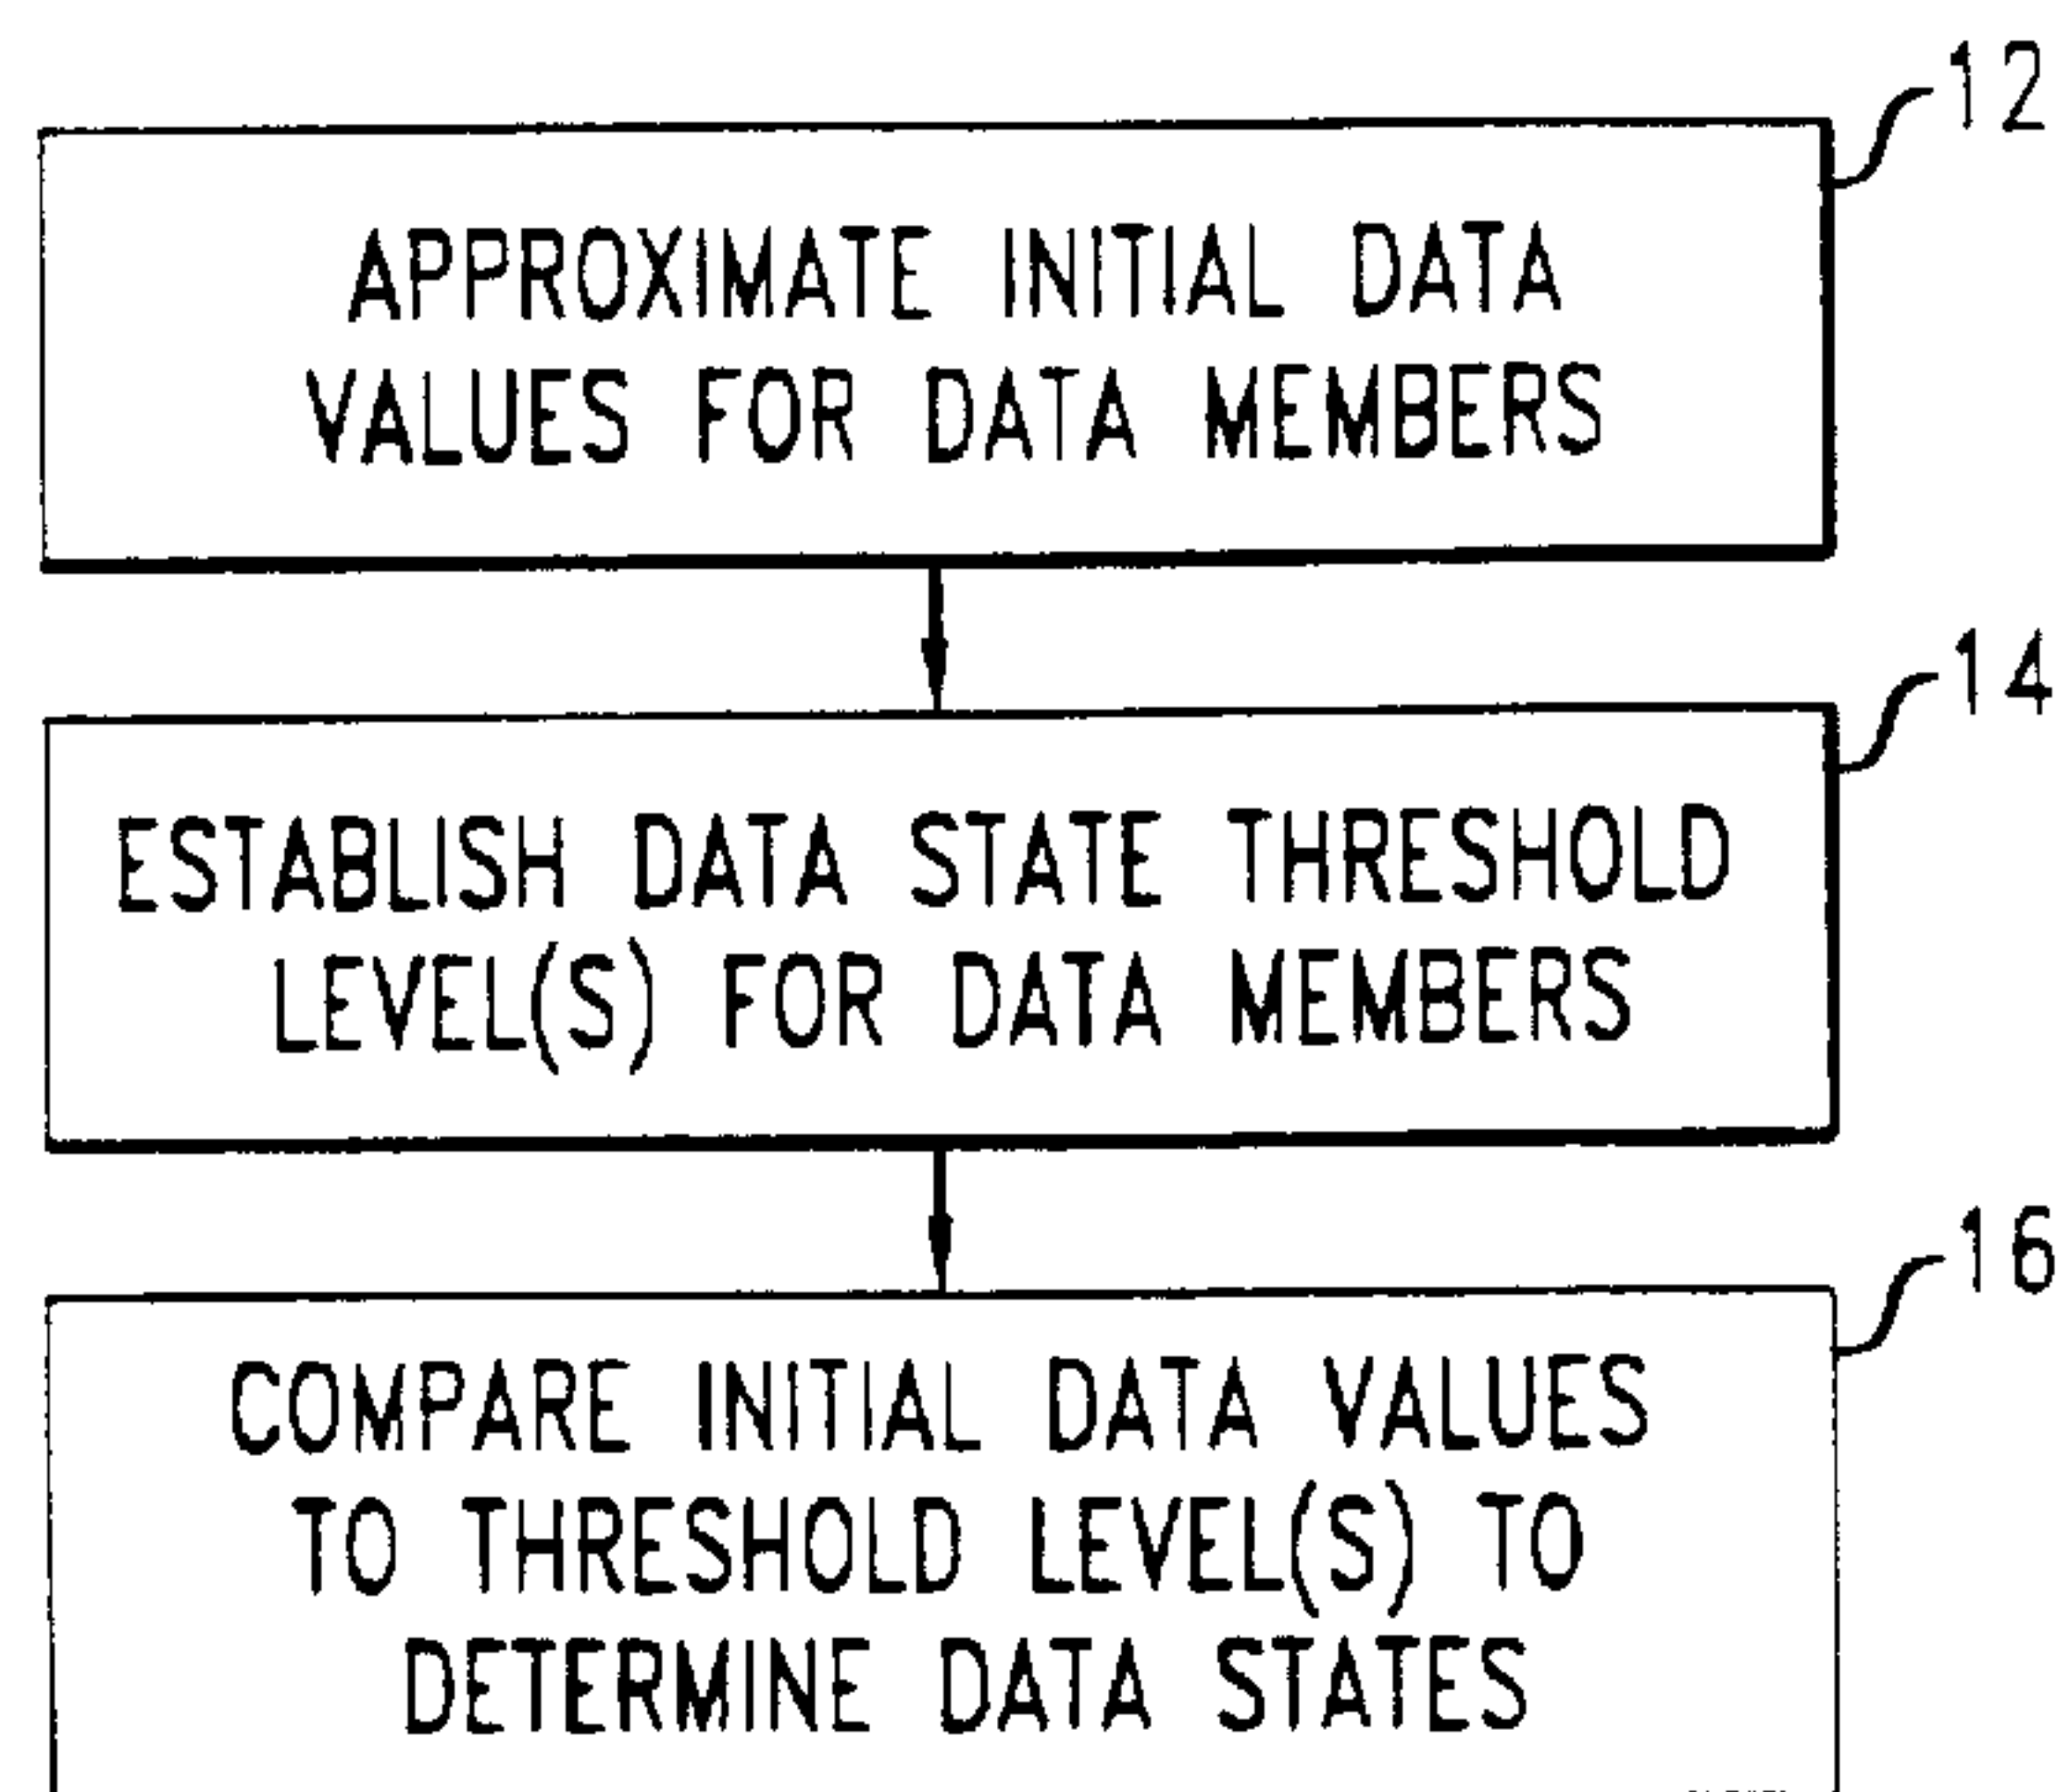 12
APPROXIMATE INITIAL DATA
VALUES FOR DATA MEMBERS
14
ESTABLISH DATA STATE THRESHOLD
LEVEL(S) FOR DATA MEMBERS
16
COMPARE INITIAL DATA VALUES
TO THRESHOLD LEVEL(S) TO
DETERMINE DATA STATES